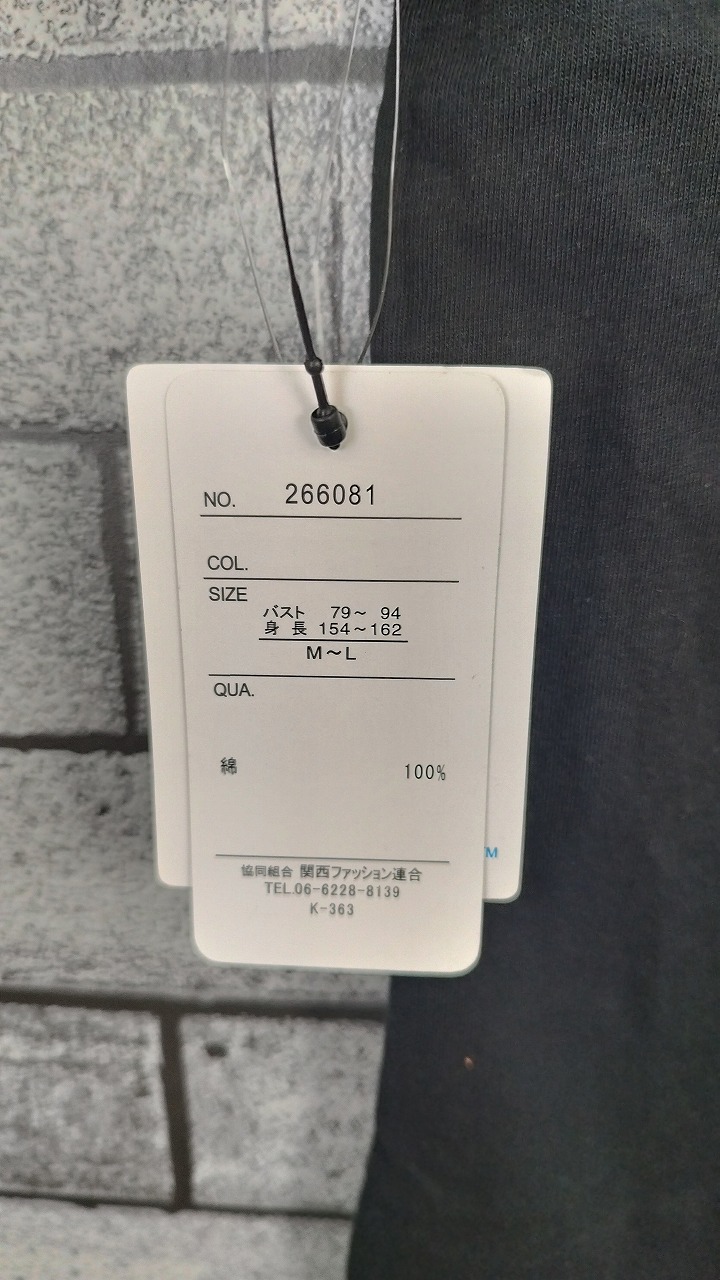 NO. 266081
COL.
SIZE
バスト 79～ 94
身 長 154～162
M～L
QUA.
綿 100%
協同組合 関西ファッション連合
TEL.06-6228-8139
K-363
M